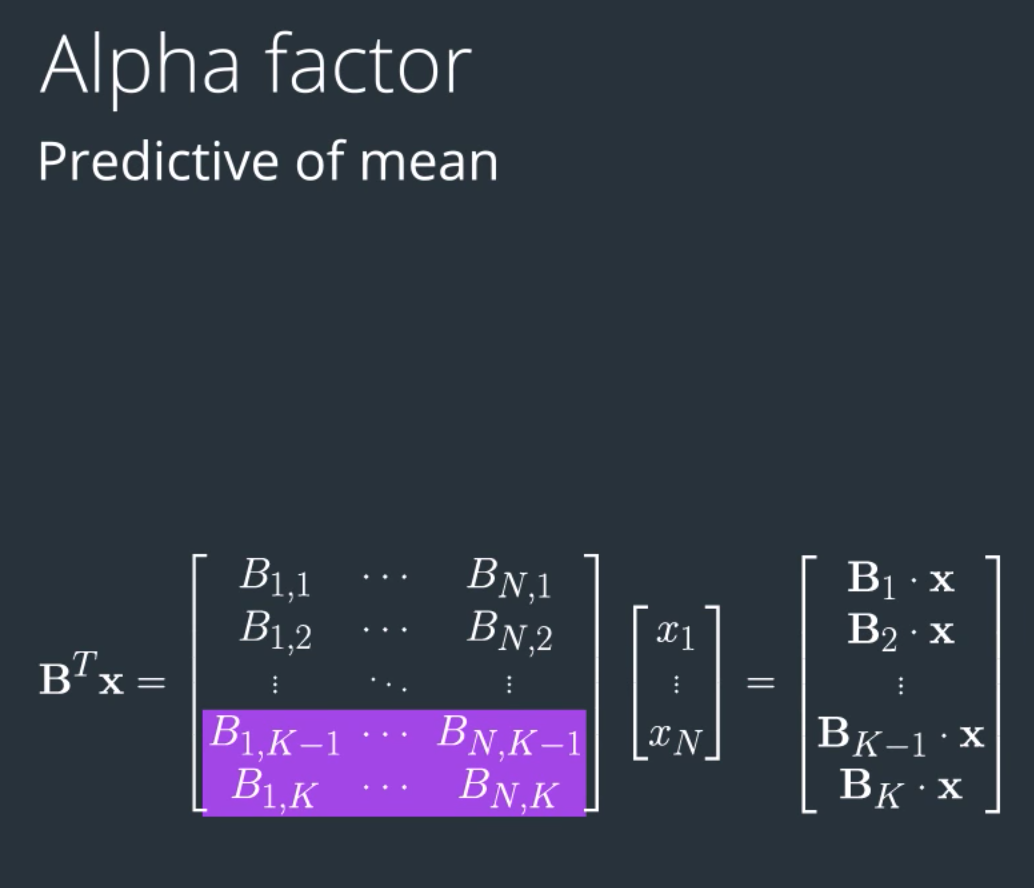 Alpha factor
Predictive of mean
$\mathbf{B}^T \mathbf{x} = \begin{bmatrix} B_{1,1} & \cdots & B_{N,1} \\ B_{1,2} & \cdots & B_{N,2} \\ \vdots & \ddots & \vdots \\ B_{1,K-1} & \cdots & B_{N,K-1} \\ B_{1,K} & \cdots & B_{N,K} \end{bmatrix} \begin{bmatrix} x_1 \\ \vdots \\ x_N \end{bmatrix} = \begin{bmatrix} \mathbf{B}_1 \cdot \mathbf{x} \\ \mathbf{B}_2 \cdot \mathbf{x} \\ \vdots \\ \mathbf{B}_{K-1} \cdot \mathbf{x} \\ \mathbf{B}_K \cdot \mathbf{x} \end{bmatrix}$